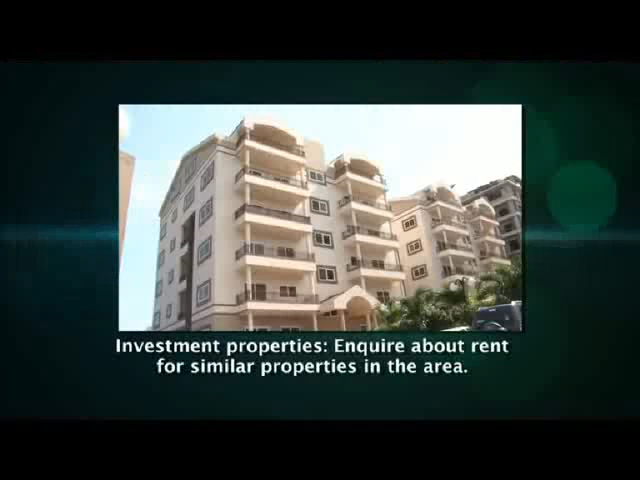 Investment properties: Enquire about rent
for similar properties in the area.